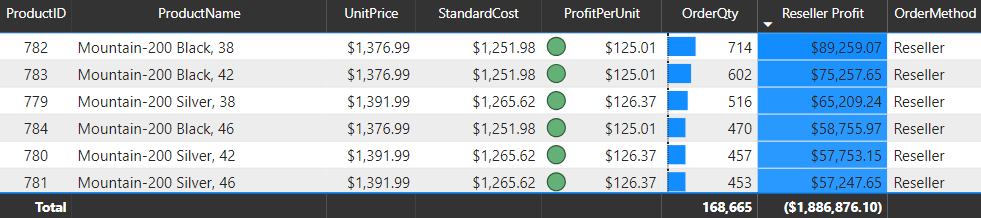 ProductID ProductName UnitPrice StandardCost ProfitPerUnit OrderQty Reseller Profit OrderMethod
782 Mountain-200 Black, 38 $1,376.99 $1,251.98 $125.01 714 $89,259.07 Reseller
783 Mountain-200 Black, 42 $1,376.99 $1,251.98 $125.01 602 $75,257.65 Reseller
779 Mountain-200 Silver, 38 $1,391.99 $1,265.62 $126.37 516 $65,209.24 Reseller
784 Mountain-200 Black, 46 $1,376.99 $1,251.98 $125.01 470 $58,755.97 Reseller
780 Mountain-200 Silver, 42 $1,391.99 $1,265.62 $126.37 457 $57,753.15 Reseller
781 Mountain-200 Silver, 46 $1,391.99 $1,265.62 $126.37 453 $57,247.65 Reseller
Total 168,665 ($1,886,876.10)